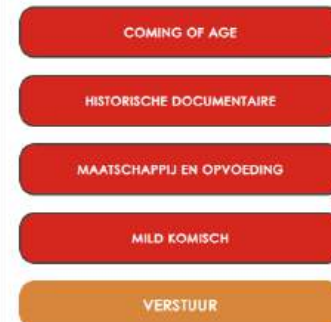 COMING OF AGE
HISTORISCHE DOCUMENTAIRE
MAATSCHAPPIJ EN OPVOEDING
MILD KOMISCH
VERSTUUR